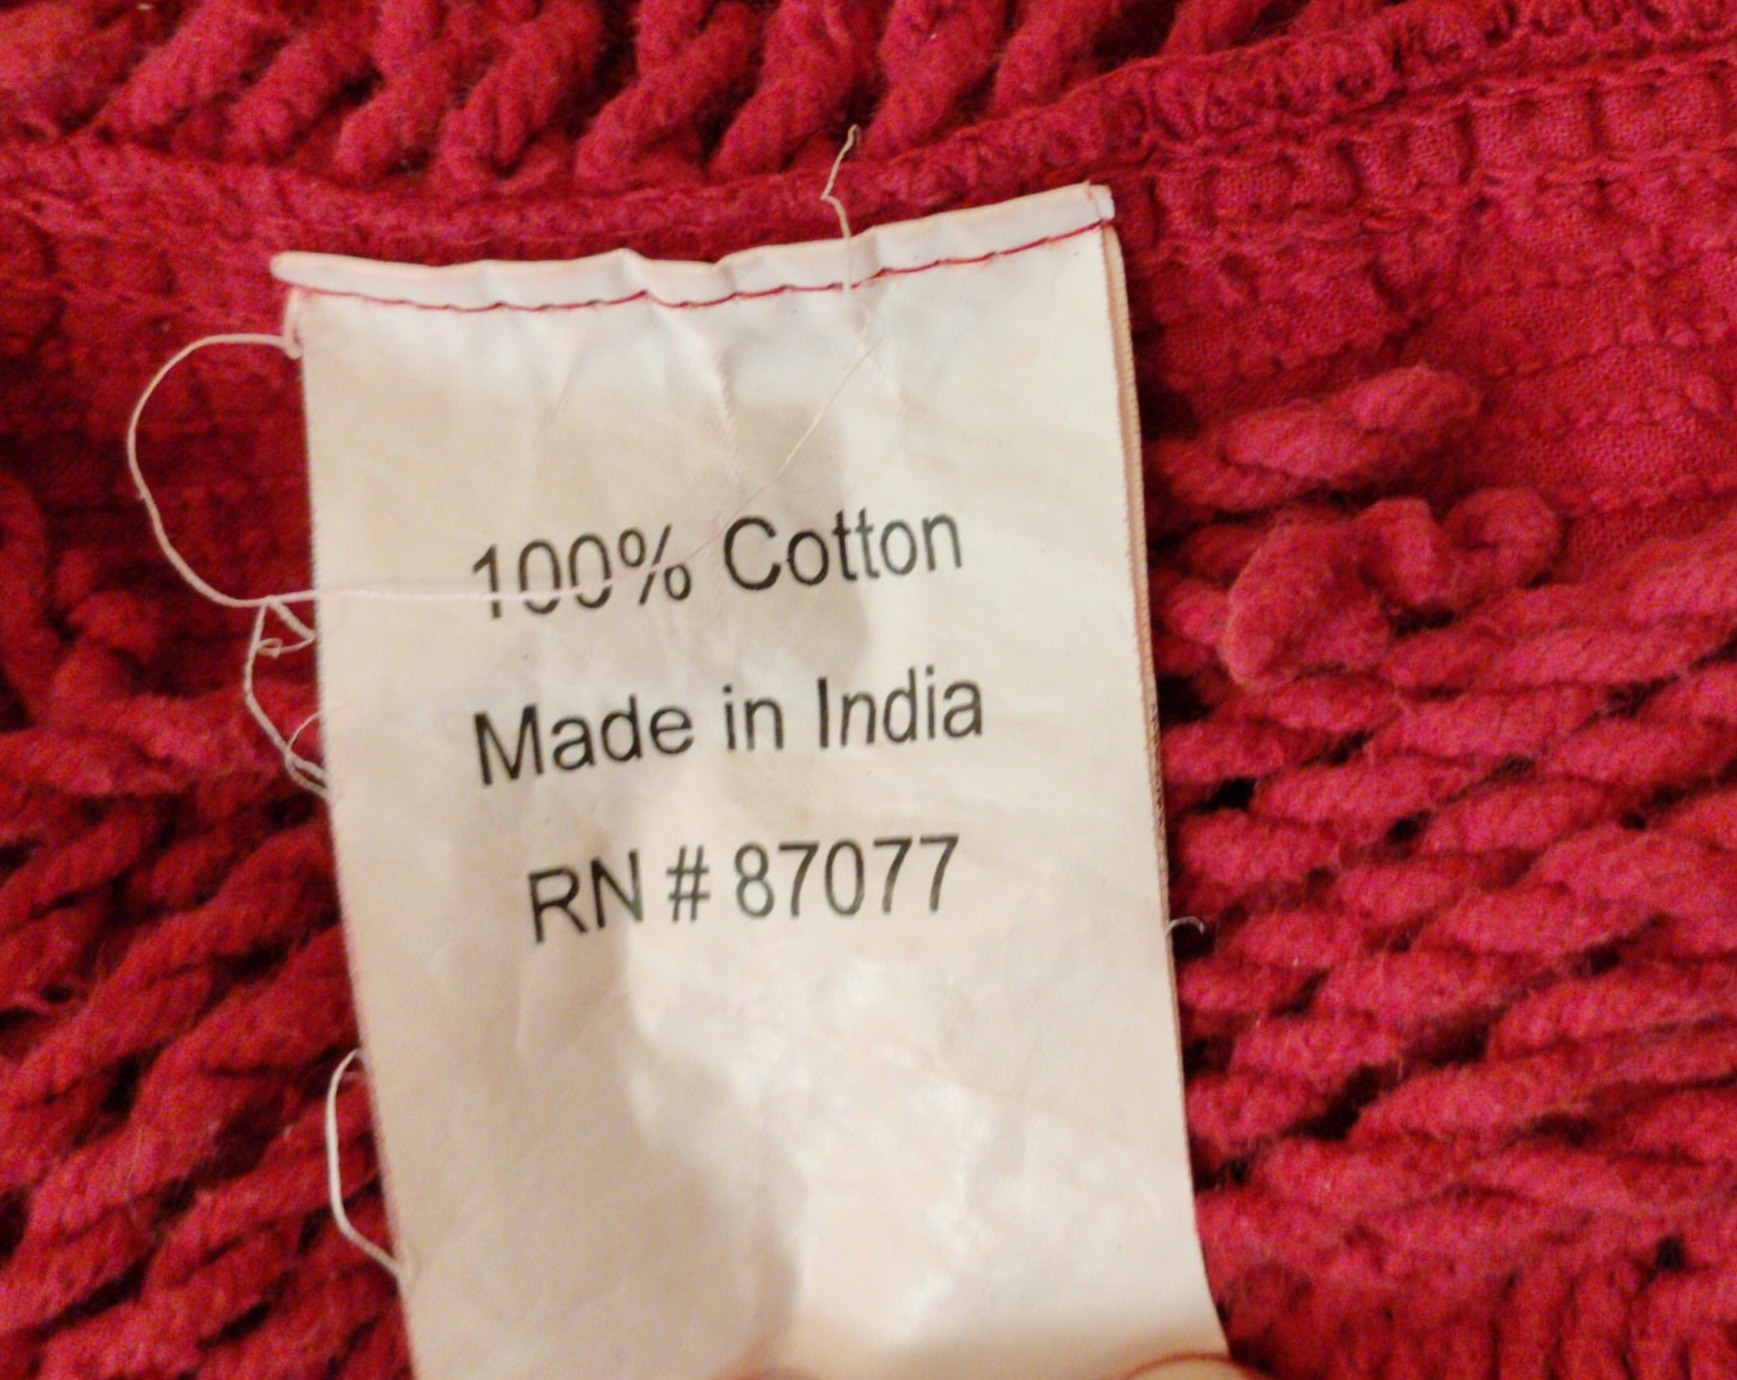 100% Cotton
Made in India
RN # 87077